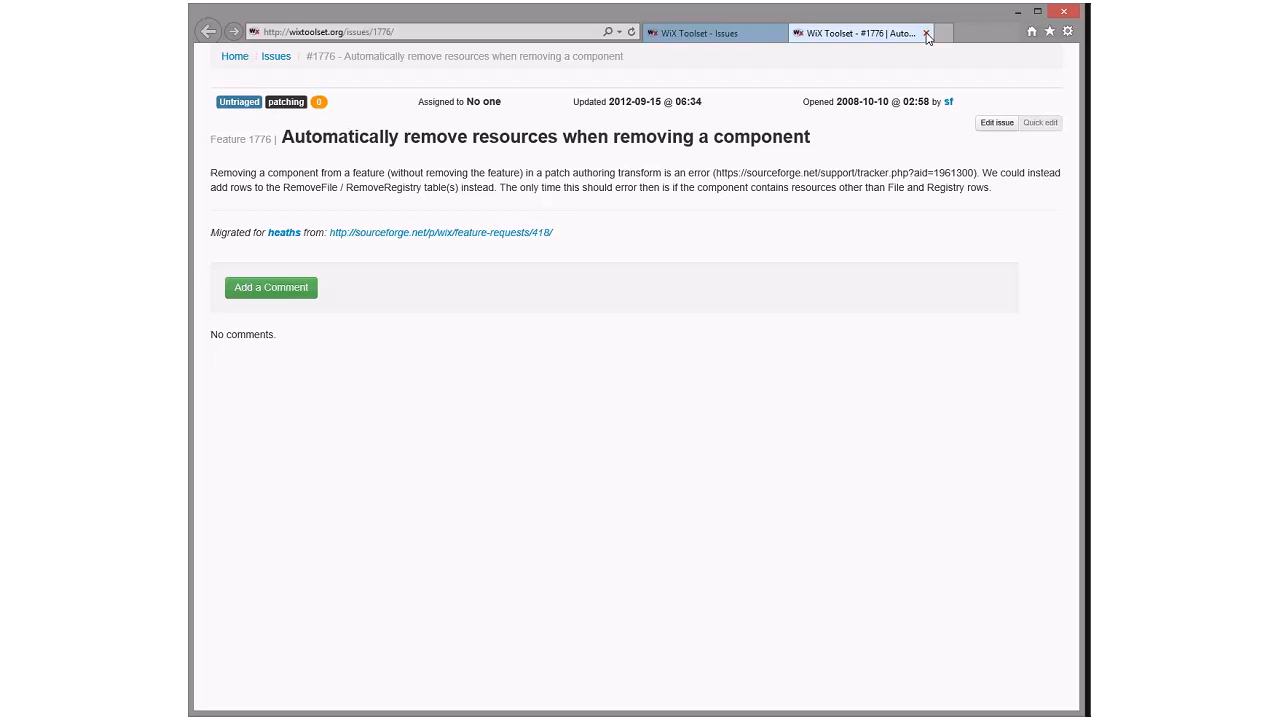 http://wixtoolset.org/issues/1776/
WiX Toolset - Issues
WiX Toolset - #1776 | Auto...
Home / Issues / #1776 - Automatically remove resources when removing a component
Untriaged patching 0 Assigned to No one Updated 2012-09-15 @ 06:34 Opened 2008-10-10 @ 02:58 by sf
Edit issue Quick edit
Feature 1776 | Automatically remove resources when removing a component
Removing a component from a feature (without removing the feature) in a patch authoring transform is an error (https://sourceforge.net/support/tracker.php?aid=1961300). We could instead
add rows to the RemoveFile / RemoveRegistry table(s) instead. The only time this should error then is if the component contains resources other than File and Registry rows.
Migrated for heaths from: http://sourceforge.net/p/wix/feature-requests/418/
Add a Comment
No comments.